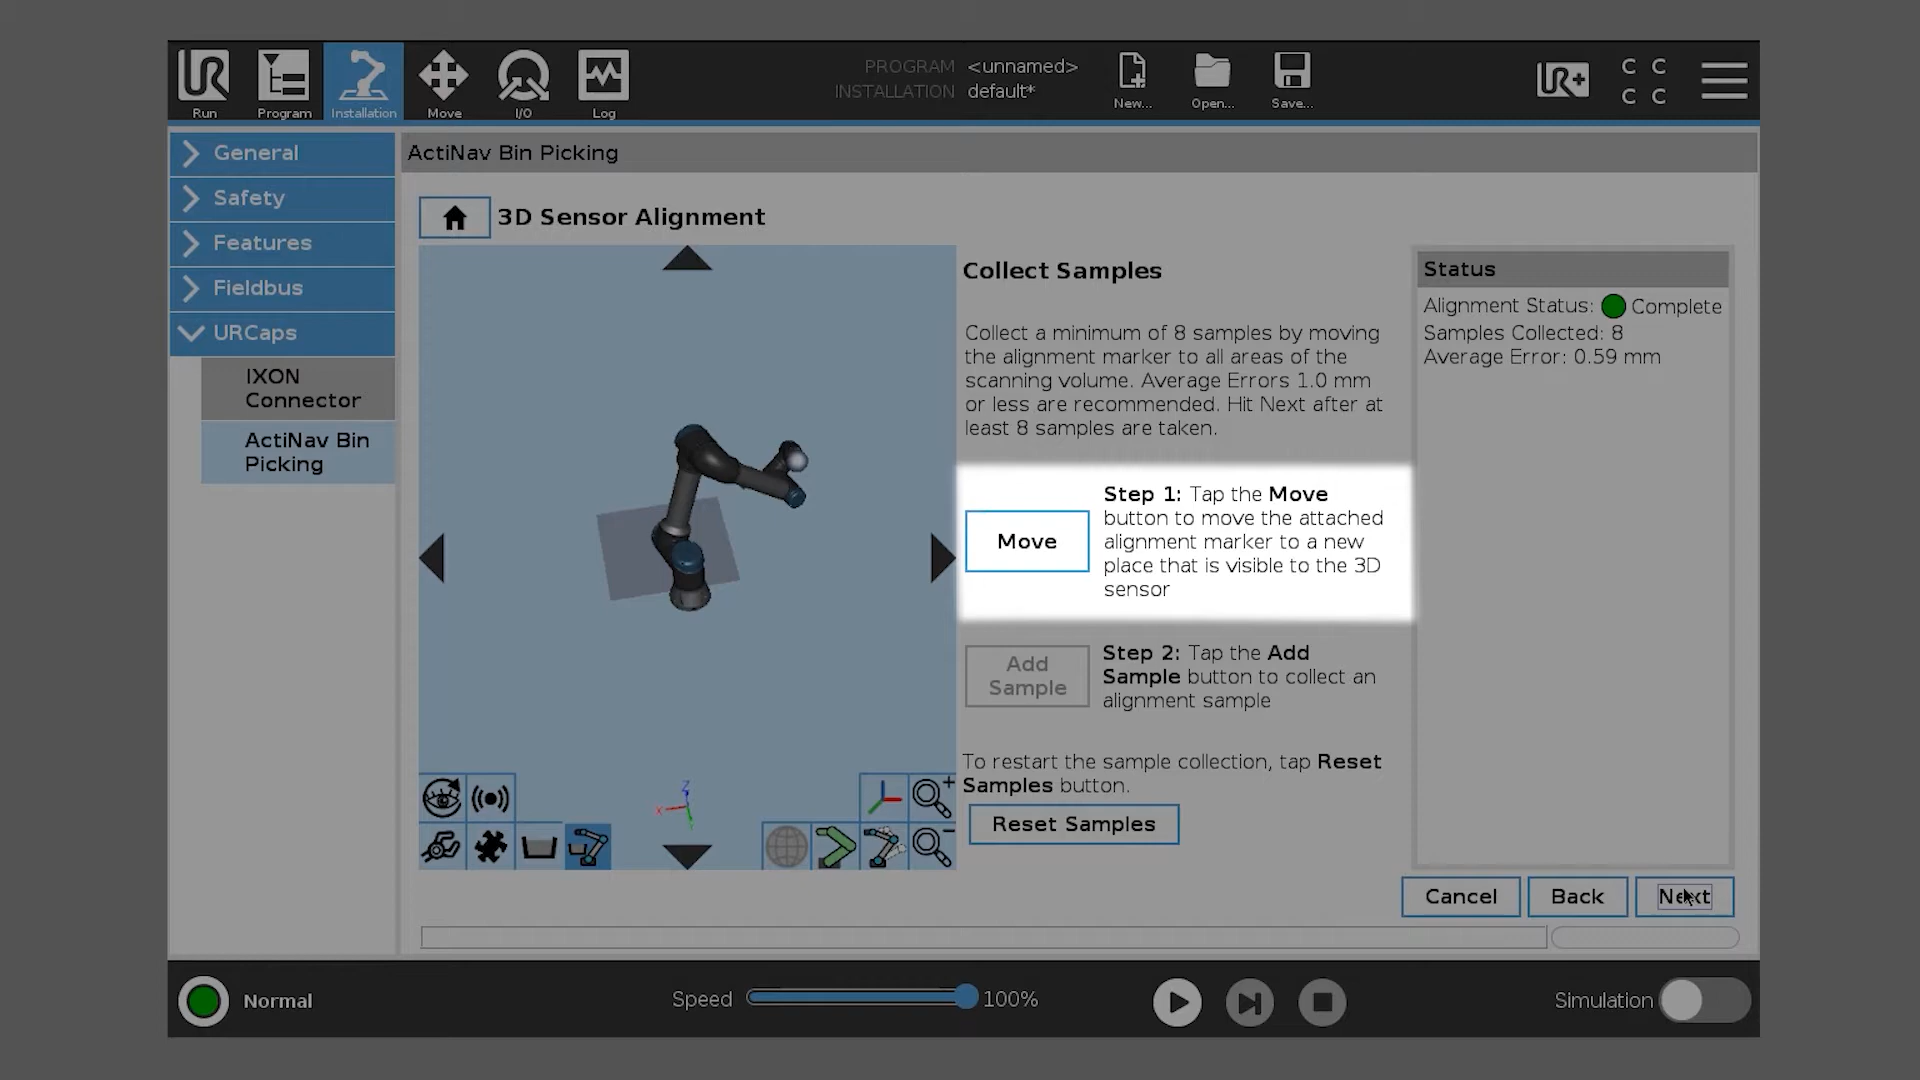 PROGRAM <unnamed>
INSTALLATION default*
Run
Program
Installation
Move
I/O
Log
New...
Open...
Save...
UR+
C C
C C
General
Safety
Features
Fieldbus
URCaps
IXON
Connector
ActiNav Bin
Picking
ActiNav Bin Picking
3D Sensor Alignment
Collect Samples
Collect a minimum of 8 samples by moving
the alignment marker to all areas of the
scanning volume. Average Errors 1.0 mm
or less are recommended. Hit Next after at
least 8 samples are taken.
Move
Step 1: Tap the Move
button to move the attached
alignment marker to a new
place that is visible to the 3D
sensor
Add
Sample
Step 2: Tap the Add
Sample button to collect an
alignment sample
To restart the sample collection, tap Reset
Samples button.
Reset Samples
Status
Alignment Status: Complete
Samples Collected: 8
Average Error: 0.59 mm
Z
X
Y
Cancel
Back
Next
Normal
Speed 100%
Simulation